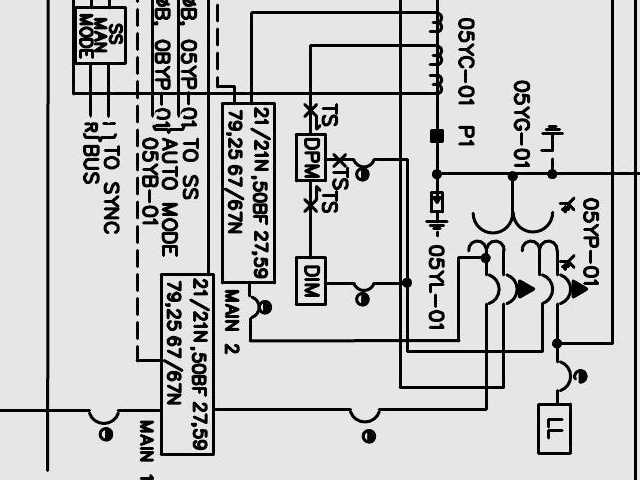 SS
MAN
MODE
ØB, 05YP-01
ØB, 0BYP-01
TO SS
AUTO MODE
05YB-01
TO SYNC
BUS
1
R
21/21N,50BF 27,59
79,25 67/67N
MAIN 2
21/21N,50BF 27,59
79,25 67/67N
MAIN 1
TS
DPM
TS
TS
DIM
05YC-01
P1
05YG-01
05YL-01
05YP-01
LL